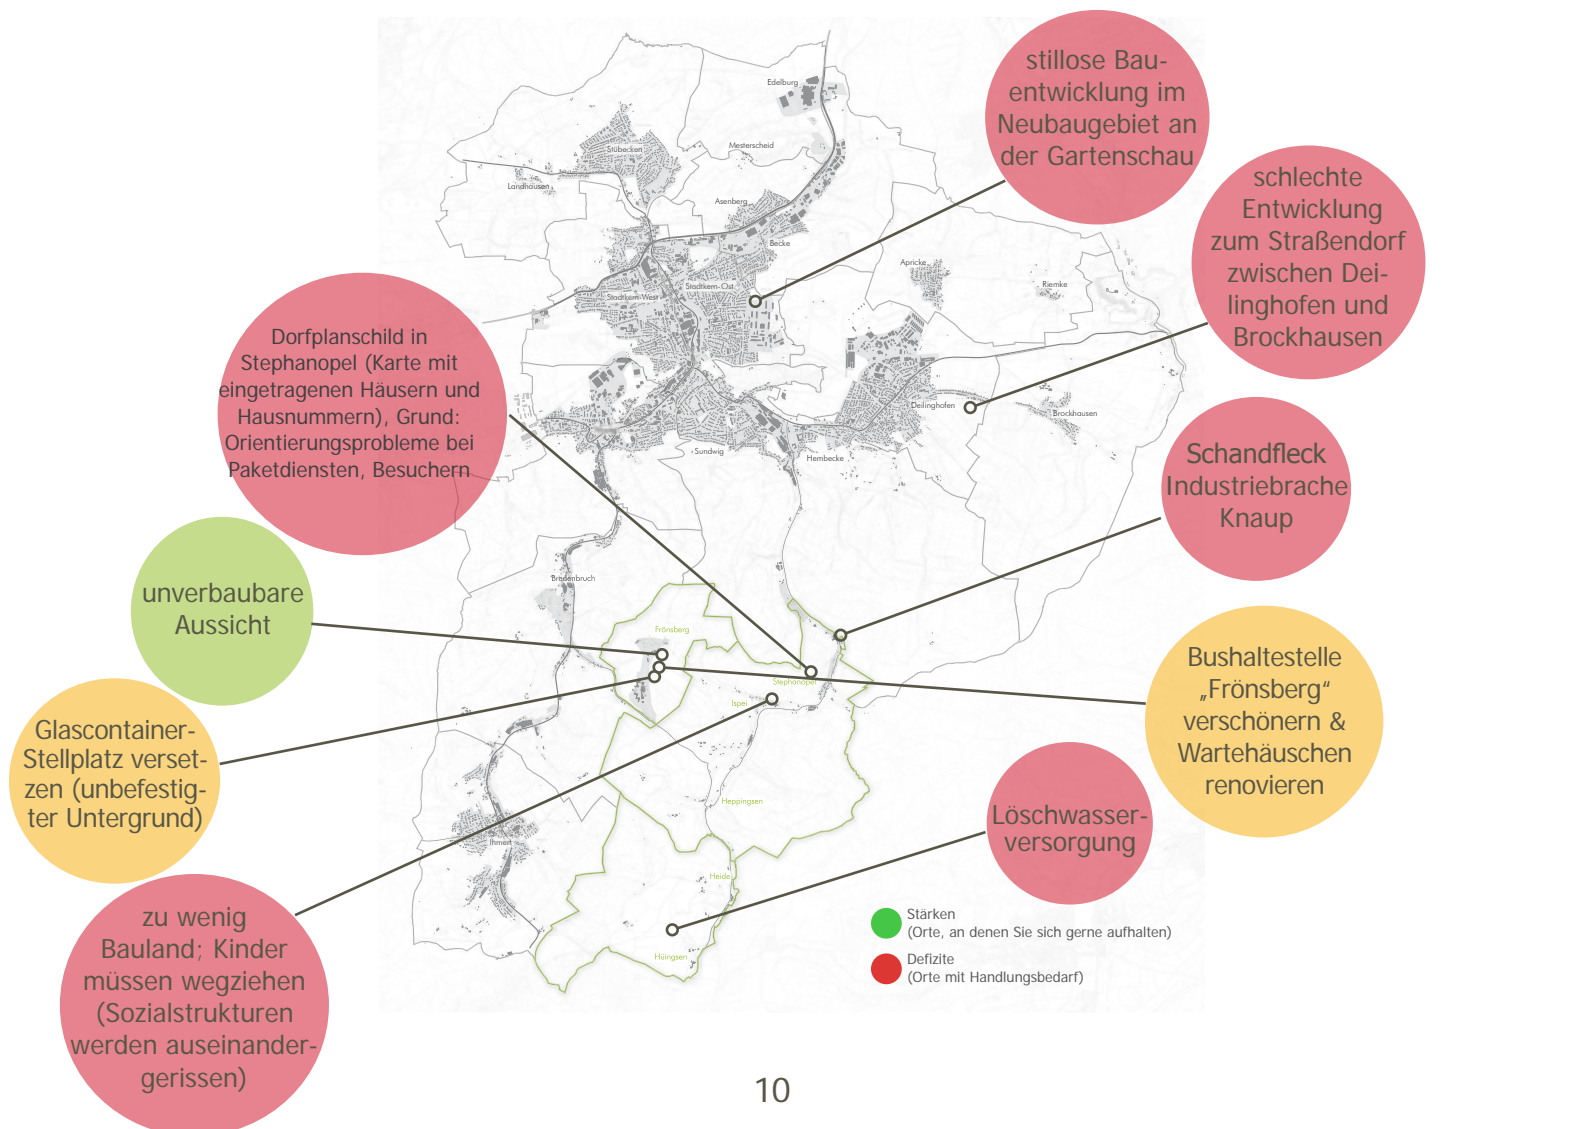 stillose Bau-
entwicklung im
Neubaugebiet an
der Gartenschau
schlechte
Entwicklung
zum Straßendorf
zwischen Dei-
linghofen und
Brockhausen
Dorfplanschild in
Stephanopel (Karte mit
eingetragenen Häusern und
Hausnummern), Grund:
Orientierungsprobleme bei
Paketdiensten, Besuchern
Schandfleck
Industriebrache
Knaup
unverbaubare
Aussicht
Bushaltestelle
„Frönsberg“
verschönern &
Wartehäuschen
renovieren
Glascontainer-
Stellplatz verset-
zen (unbefestig-
ter Untergrund)
Löschwasser-
versorgung
zu wenig
Bauland; Kinder
müssen wegziehen
(Sozialstrukturen
werden auseinander-
gerissen)
Edelburg
Stübecken
Mesterscheid
Landhausen
Asenberg
Becke
Apricke
Riemke
Stadtkern-Ost
Stadtkern-West
Deilinghofen
Brockhausen
Sundwig
Hembecke
Bredenbruch
Frönsberg
Stephanopel
Ispei
Heppingsen
Ihmert
Heide
Hüingsen
Stärken
(Orte, an denen Sie sich gerne aufhalten)
Defizite
(Orte mit Handlungsbedarf)
10